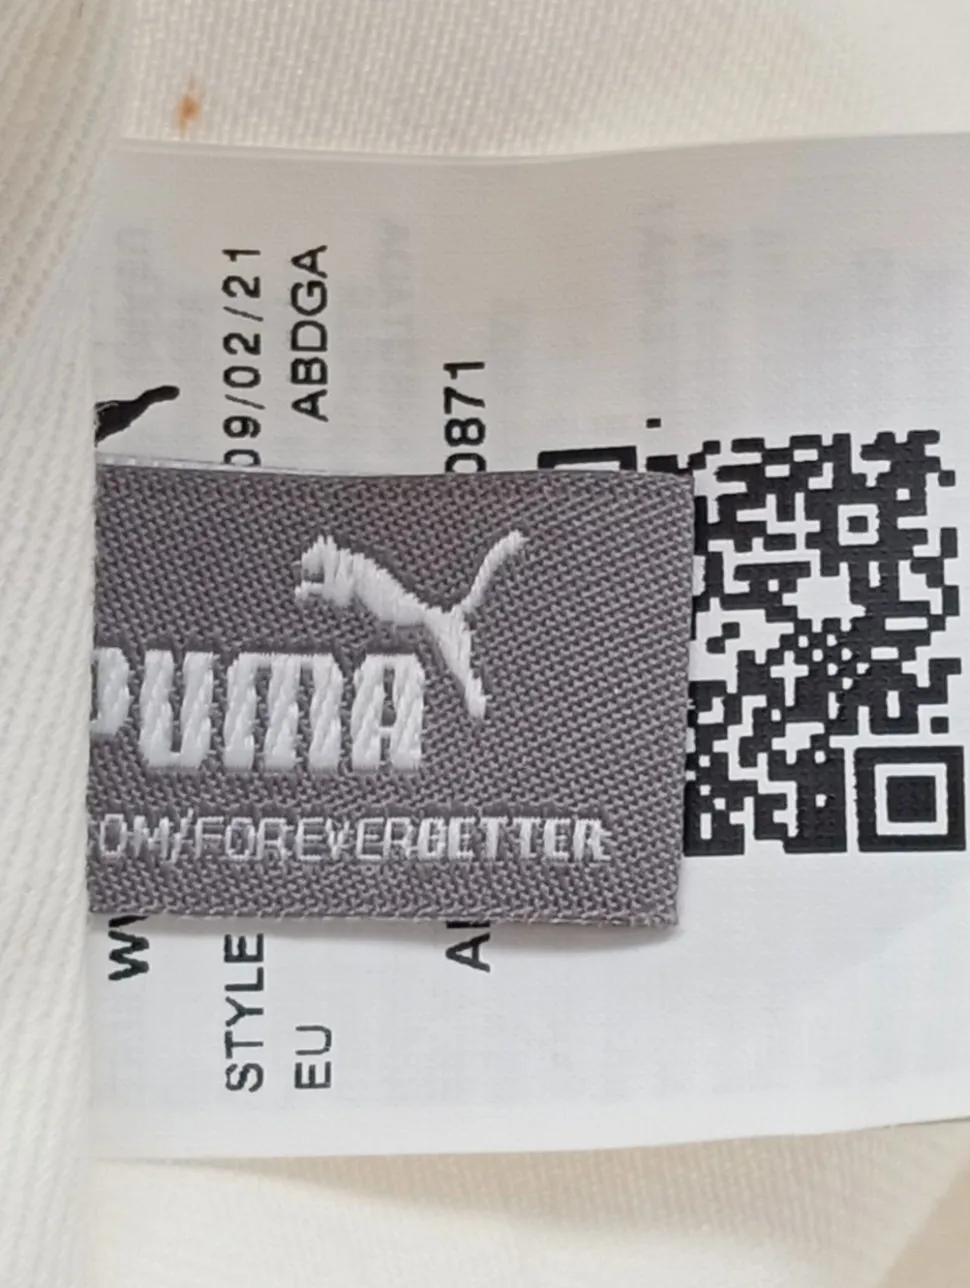 PUMA
OM/FOREVERBETTER
STYLE 09/02/21
EU ABDGA
0871